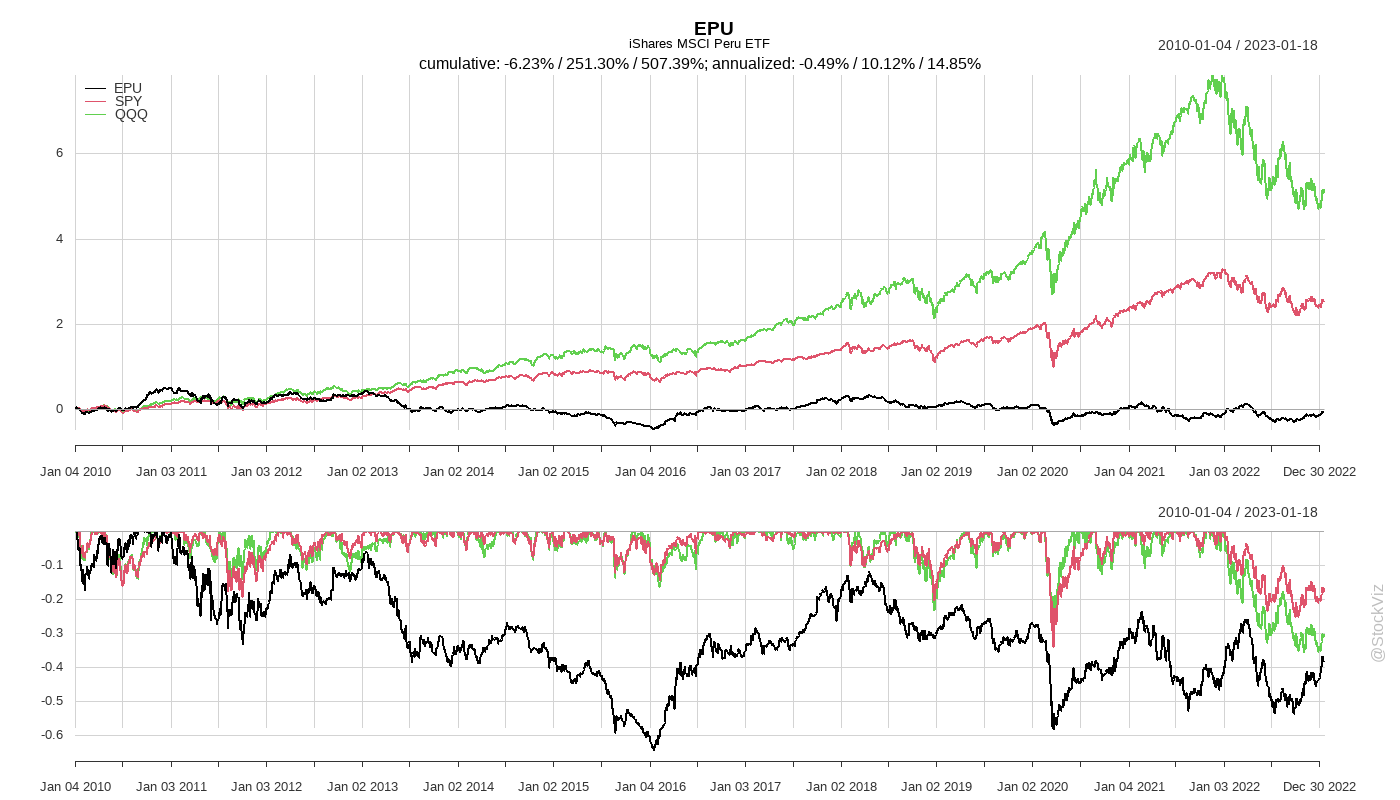 EPU
iShares MSCI Peru ETF
2010-01-04 / 2023-01-18
cumulative: -6.23% / 251.30% / 507.39%; annualized: -0.49% / 10.12% / 14.85%
EPU
SPY
QQQ
6
4
2
0
Jan 04 2010 Jan 03 2011 Jan 03 2012 Jan 02 2013 Jan 02 2014 Jan 02 2015 Jan 04 2016 Jan 03 2017 Jan 02 2018 Jan 02 2019 Jan 02 2020 Jan 04 2021 Jan 03 2022 Dec 30 2022
2010-01-04 / 2023-01-18
-0.1
-0.2
-0.3
-0.4
-0.5
-0.6
Jan 04 2010 Jan 03 2011 Jan 03 2012 Jan 02 2013 Jan 02 2014 Jan 02 2015 Jan 04 2016 Jan 03 2017 Jan 02 2018 Jan 02 2019 Jan 02 2020 Jan 04 2021 Jan 03 2022 Dec 30 2022
@StockViz